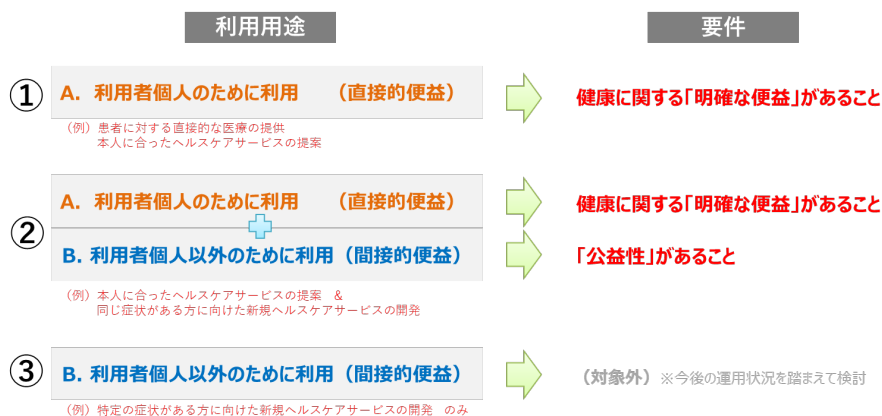 利用用途
要件
① A. 利用者個人のために利用 （直接的便益）
健康に関する「明確な便益」があること
（例）患者に対する直接的な医療の提供
本人に合ったヘルスケアサービスの提案
②
A. 利用者個人のために利用 （直接的便益）
健康に関する「明確な便益」があること
B. 利用者個人以外のために利用（間接的便益）
「公益性」があること
（例）本人に合ったヘルスケアサービスの提案 ＆
同じ症状がある方に向けた新規ヘルスケアサービスの開発
③ B. 利用者個人以外のために利用（間接的便益）
（対象外）※今後の運用状況を踏まえて検討
（例）特定の症状がある方に向けた新規ヘルスケアサービスの開発 のみ